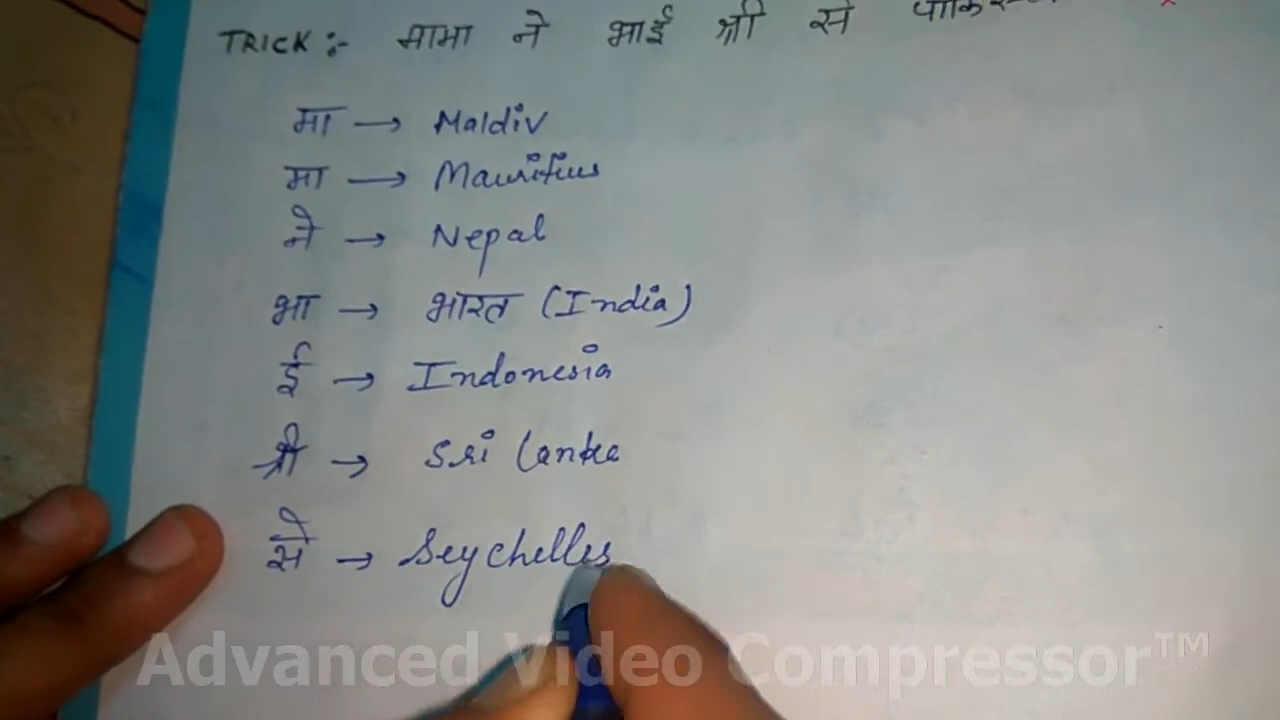 TRICK :- मामा ने भाई श्री से
मा → Maldiv
मा → Mauritius
ने → Nepal
भा → भारत (India)
ई → Indonesia
श्री → Sri Lanka
से → Seychelles
Advanced Video Compressor™